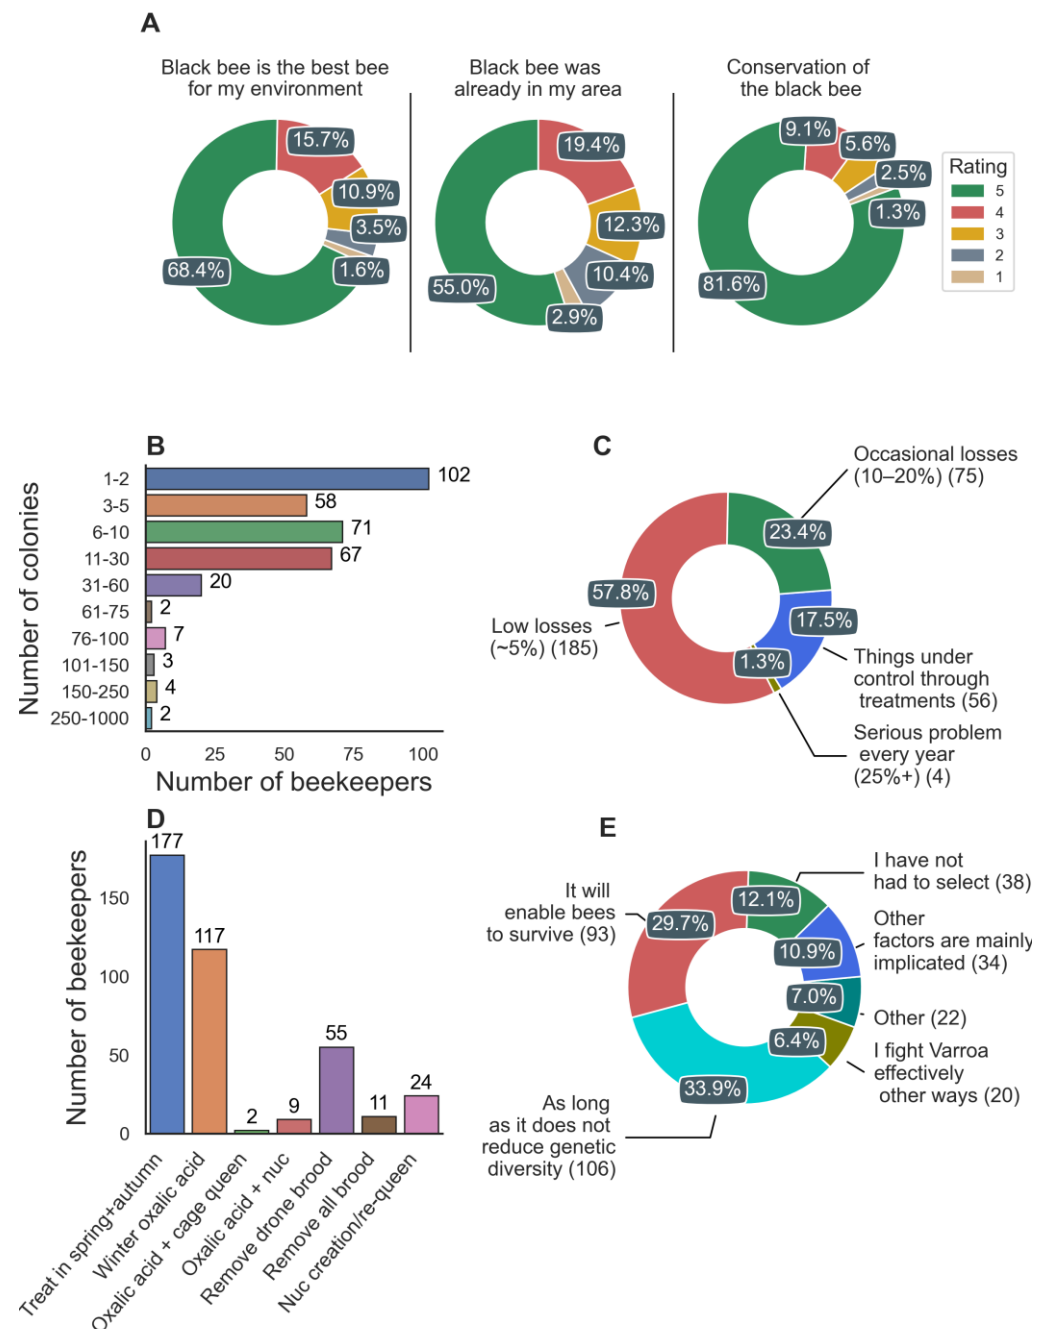 A
Black bee is the best bee
for my environment
15.7%
10.9%
3.5%
1.6%
68.4%
Black bee was
already in my area
19.4%
12.3%
10.4%
2.9%
55.0%
Conservation of
the black bee
9.1%
5.6%
2.5%
1.3%
81.6%
Rating
5
4
3
2
1
B
Number of colonies
1-2
3-5
6-10
11-30
31-60
61-75
76-100
101-150
150-250
250-1000
102
58
71
67
20
2
7
3
4
2
0 25 50 75 100
Number of beekeepers
C
Occasional losses
(10–20%) (75)
23.4%
57.8%
17.5%
1.3%
Low losses
(~5%) (185)
Things under
control through
treatments (56)
Serious problem
every year
(25%+) (4)
D
Number of beekeepers
150
100
50
0
177
117
2
9
55
11
24
Treat in spring+autumn
Winter oxalic acid
Oxalic acid + cage queen
Oxalic acid + nuc
Remove drone brood
Remove all brood
Nuc creation/re-queen
E
I have not
had to select (38)
12.1%
It will
enable bees
to survive (93)
29.7%
Other
factors are mainly
implicated (34)
10.9%
7.0%
Other (22)
6.4%
I fight Varroa
effectively
other ways (20)
33.9%
As long
as it does not
reduce genetic
diversity (106)